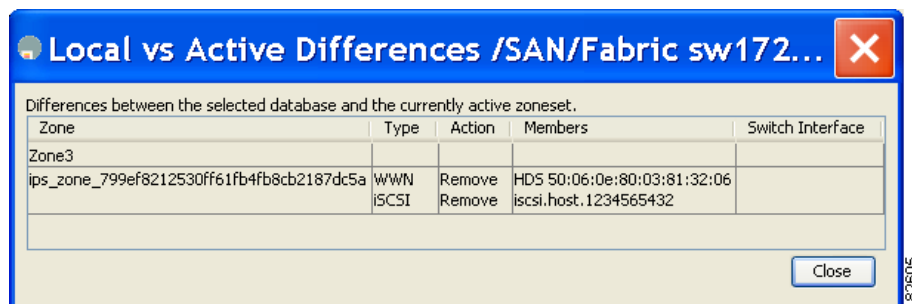 Local vs Active Differences /SAN/Fabric sw172...
Differences between the selected database and the currently active zoneset.
Zone Type Action Members Switch Interface
Zone3
ips_zone_799ef8212530ff61fb4fb8cb2187dc5a WWN Remove HDS 50:06:0e:80:03:81:32:06
iSCSI Remove iscsi.host.1234565432
Close